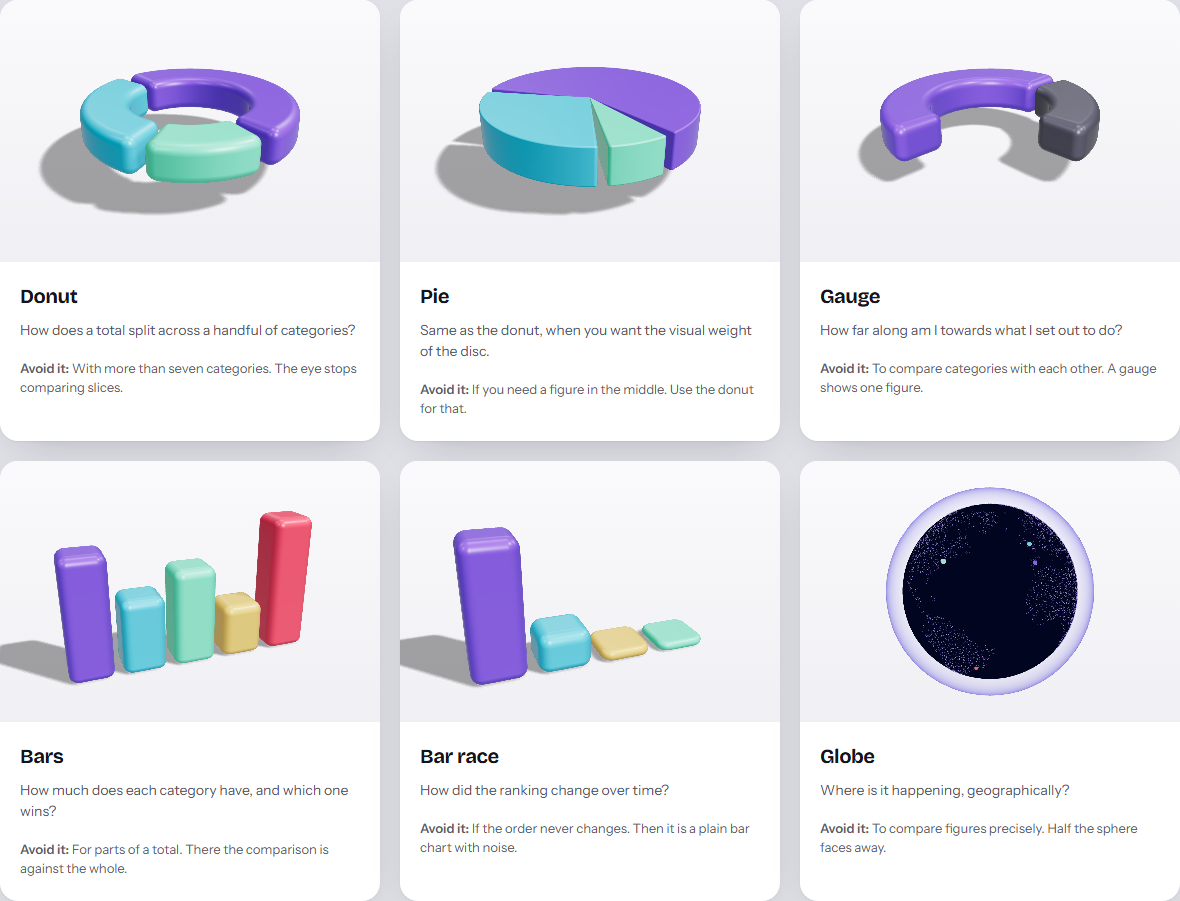 Donut
How does a total split across a handful of categories?
Avoid it: With more than seven categories. The eye stops
comparing slices.
Pie
Same as the donut, when you want the visual weight
of the disc.
Avoid it: If you need a figure in the middle. Use the donut
for that.
Gauge
How far along am I towards what I set out to do?
Avoid it: To compare categories with each other. A gauge
shows one figure.
Bars
How much does each category have, and which one
wins?
Avoid it: For parts of a total. There the comparison is
against the whole.
Bar race
How did the ranking change over time?
Avoid it: If the order never changes. Then it is a plain bar
chart with noise.
Globe
Where is it happening, geographically?
Avoid it: To compare figures precisely. Half the sphere
faces away.